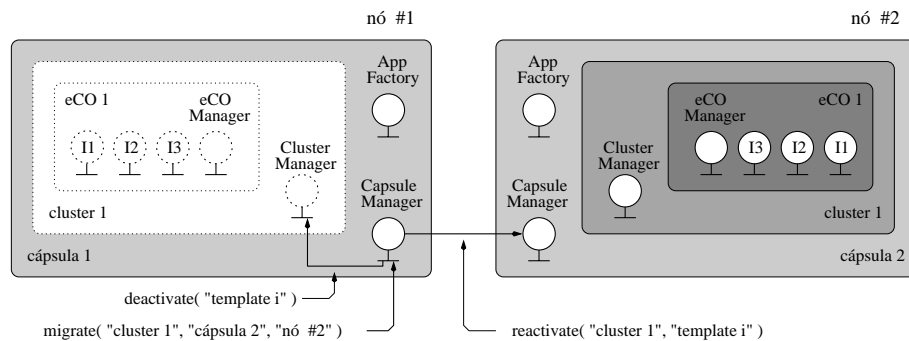 nó #1
nó #2
App
Factory
eCO 1
eCO
Manager
I1
I2
I3
Cluster
Manager
Capsule
Manager
cluster 1
cápsula 1
App
Factory
eCO
Manager
eCO 1
I3
I2
I1
Cluster
Manager
Capsule
Manager
cluster 1
cápsula 2
deactivate( "template i" )
migrate( "cluster 1", "cápsula 2", "nó #2" )
reactivate( "cluster 1", "template i" )